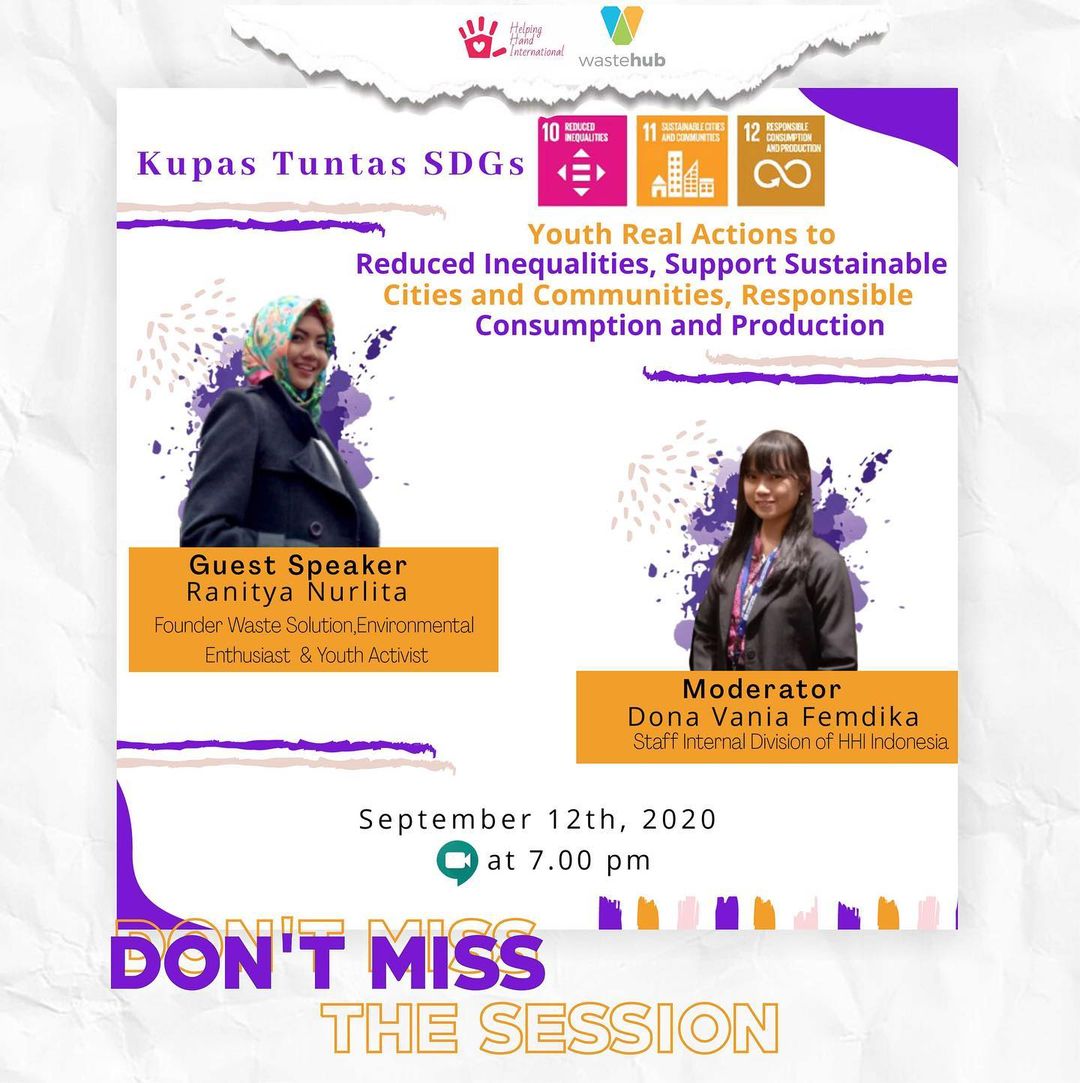 Helping
Hand
International
wastehub
Kupas Tuntas SDGs
10 REDUCED
INEQUALITIES
11 SUSTAINABLE CITIES
AND COMMUNITIES
12 RESPONSIBLE
CONSUMPTION
AND PRODUCTION
Youth Real Actions to
Reduced Inequalities, Support Sustainable
Cities and Communities, Responsible
Consumption and Production
Guest Speaker
Ranitya Nurlita
Founder Waste Solution,Environmental
Enthusiast & Youth Activist
Moderator
Dona Vania Femdika
Staff Internal Division of HHI Indonesia
September 12th, 2020
at 7.00 pm
DON'T MISS
DON'T MISS
THE SESSION